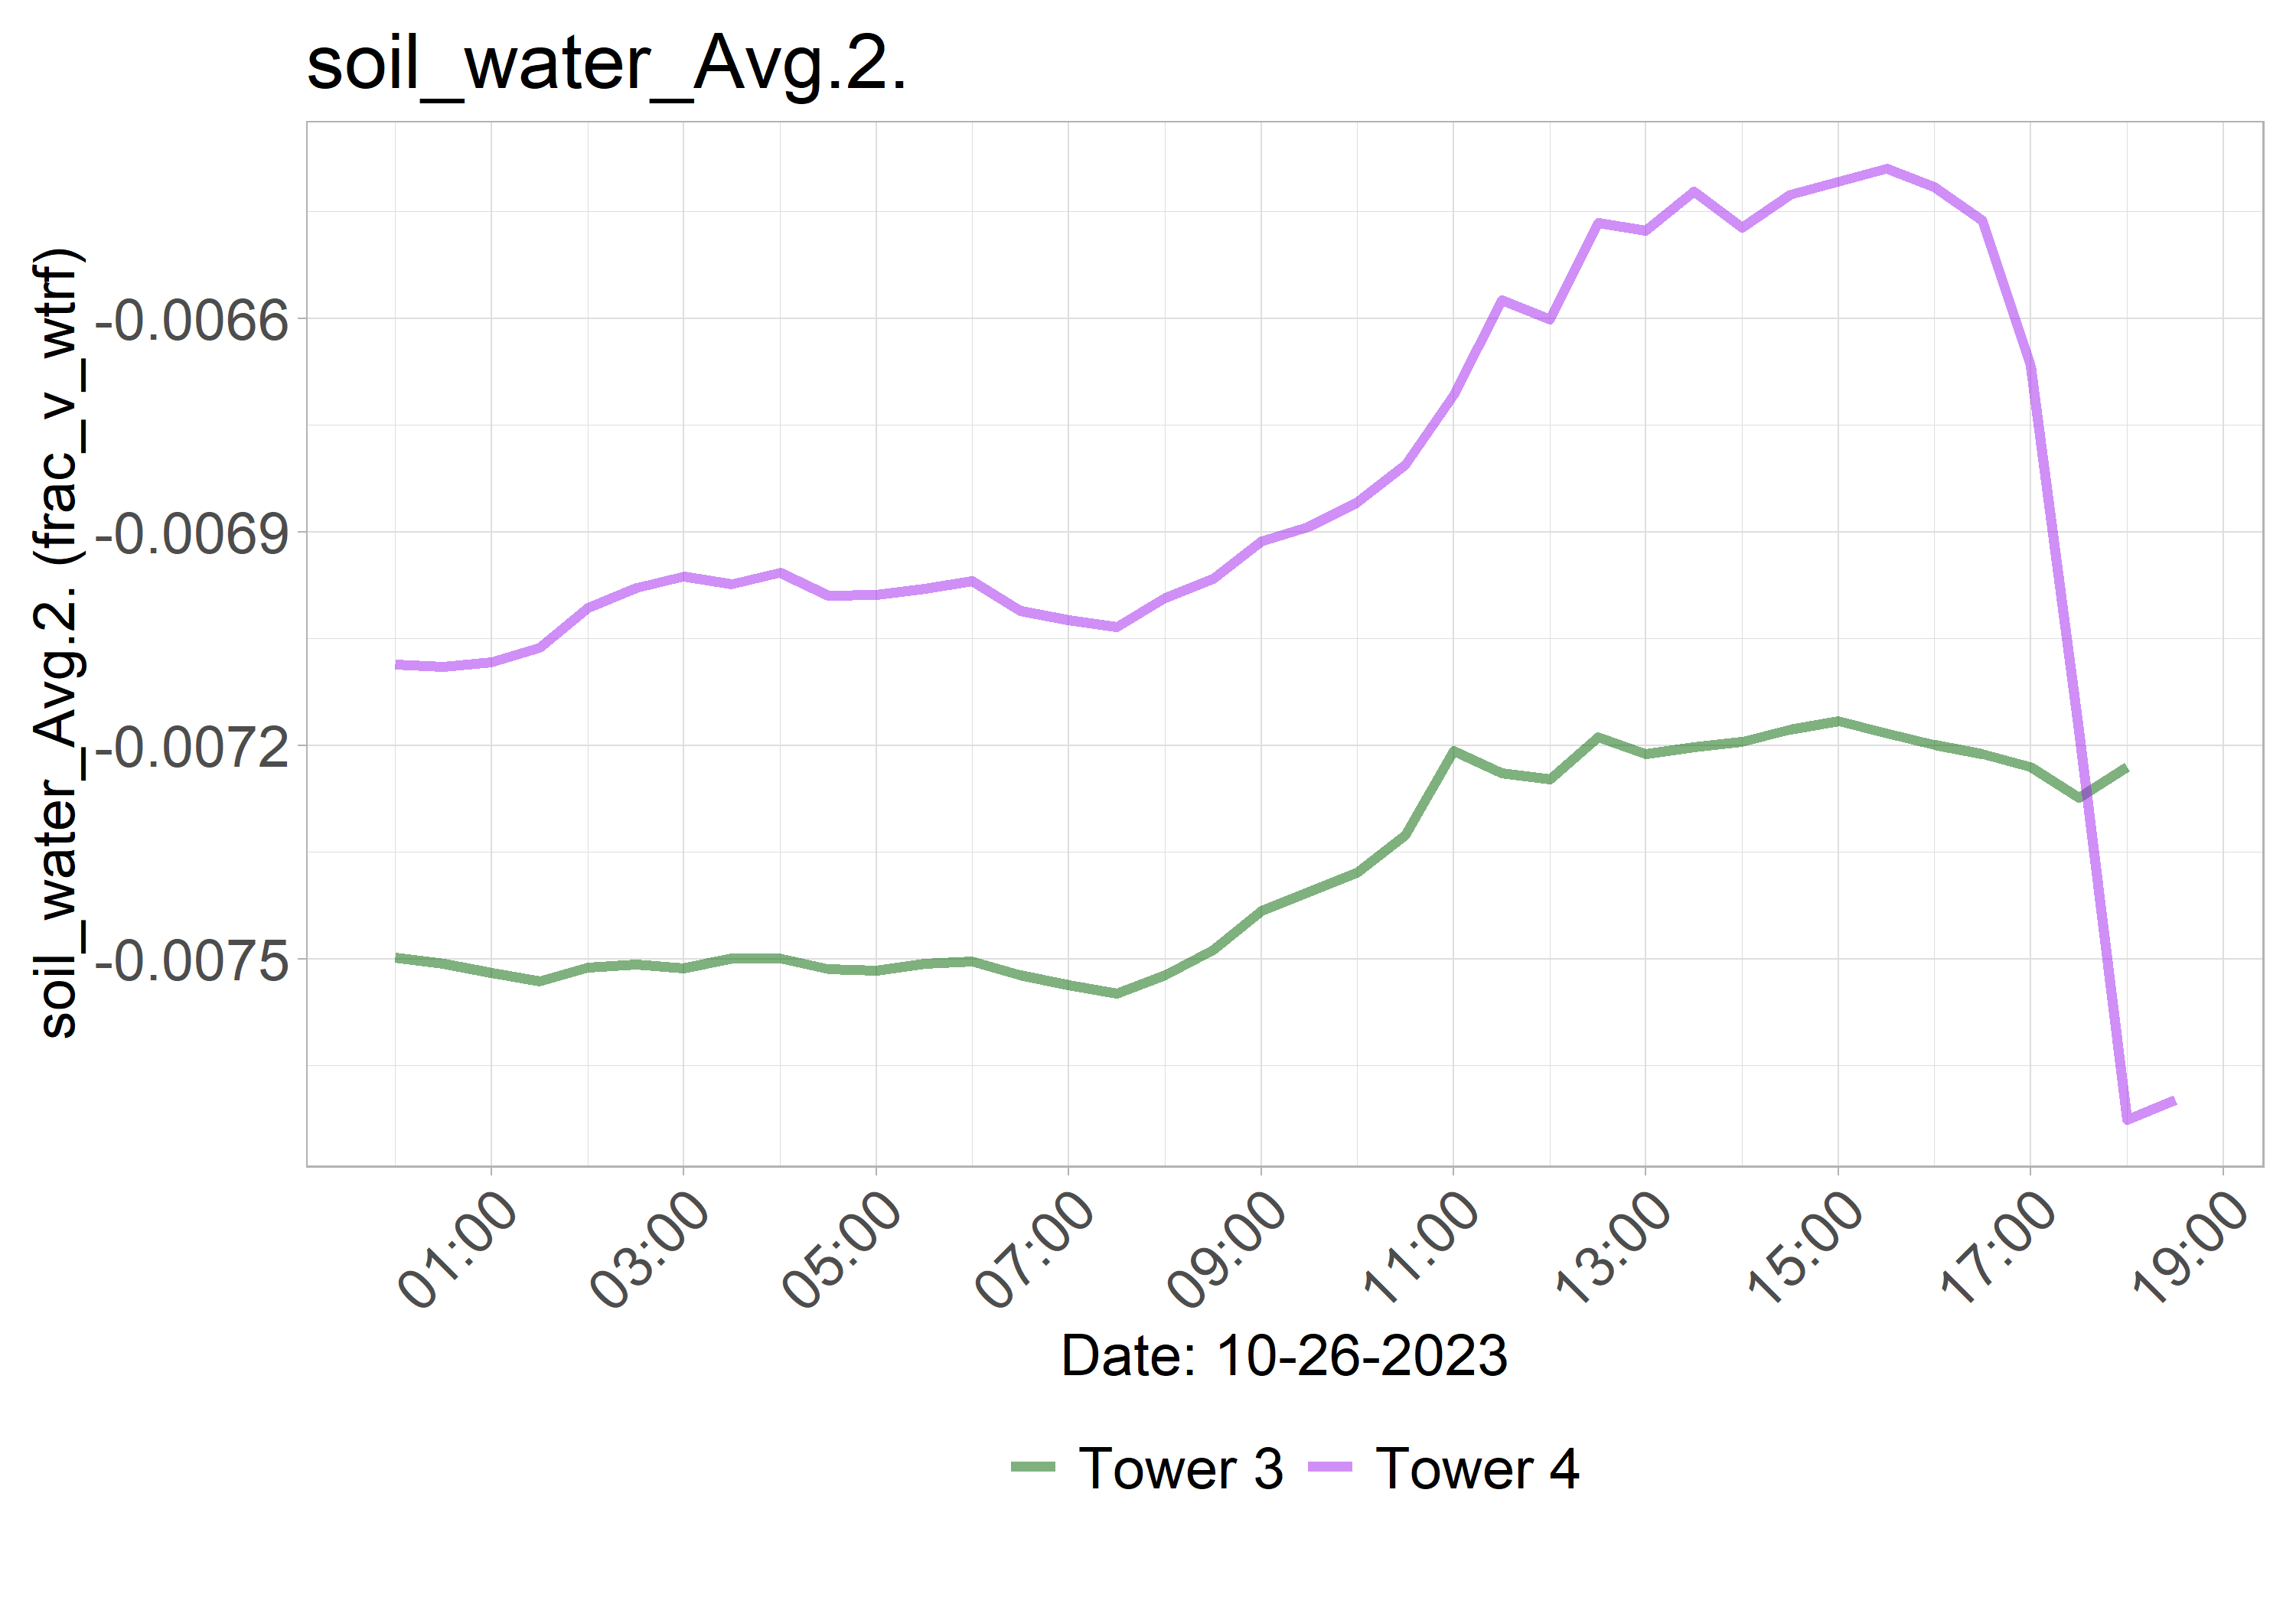 soil_water_Avg.2.
soil_water_Avg.2. (frac_v_wtrf)
-0.0066
-0.0069
-0.0072
-0.0075
01:00
03:00
05:00
07:00
09:00
11:00
13:00
15:00
17:00
19:00
Date: 10-26-2023
Tower 3
Tower 4